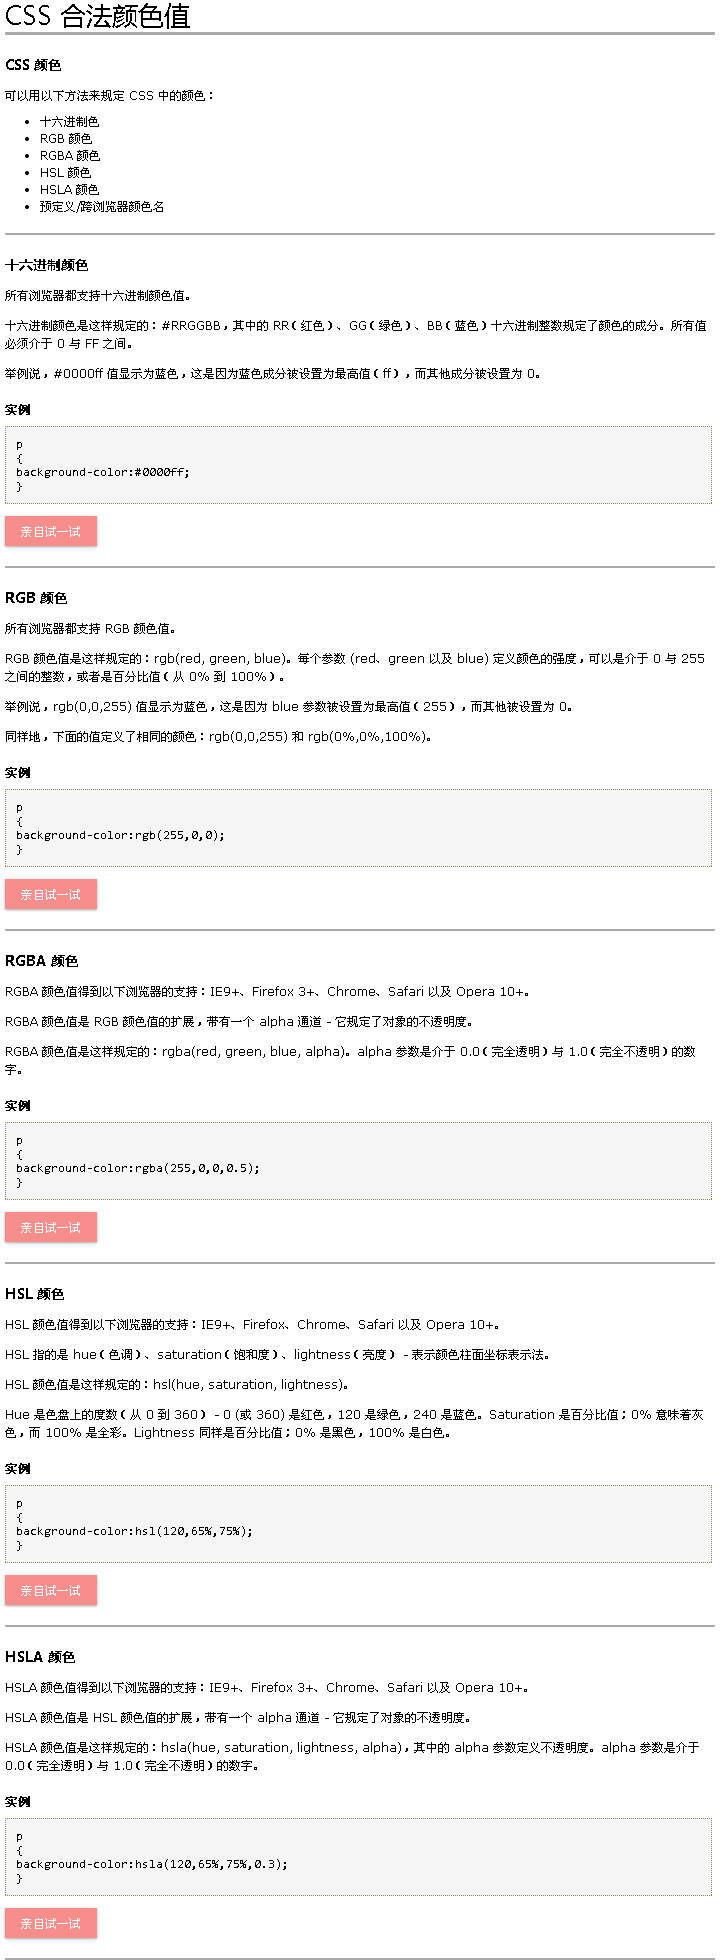 CSS 合法颜色值
CSS 颜色
可以用以下方法来规定 CSS 中的颜色：
• 十六进制色
• RGB 颜色
• RGBA 颜色
• HSL 颜色
• HSLA 颜色
• 预定义/跨浏览器颜色名
十六进制颜色
所有浏览器都支持十六进制颜色值。
十六进制颜色是这样规定的：#RRGGBB，其中的 RR（红色）、GG（绿色）、BB（蓝色）十六进制整数规定了颜色的成分。所有值
必须介于 0 与 FF 之间。
举例说，#0000ff 值显示为蓝色，这是因为蓝色成分被设置为最高值（ff），而其他成分被设置为 0。
实例
p
{
background-color:#0000ff;
}
亲自试一试
RGB 颜色
所有浏览器都支持 RGB 颜色值。
RGB 颜色值是这样规定的：rgb(red, green, blue)。每个参数 (red、green 以及 blue) 定义颜色的强度，可以是介于 0 与 255
之间的整数，或者是百分比值（从 0% 到 100%）。
举例说，rgb(0,0,255) 值显示为蓝色，这是因为 blue 参数被设置为最高值（255），而其他被设置为 0。
同样地，下面的值定义了相同的颜色：rgb(0,0,255) 和 rgb(0%,0%,100%)。
实例
p
{
background-color:rgb(255,0,0);
}
亲自试一试
RGBA 颜色
RGBA 颜色值得到以下浏览器的支持：IE9+、Firefox 3+、Chrome、Safari 以及 Opera 10+。
RGBA 颜色值是 RGB 颜色值的扩展，带有一个 alpha 通道 - 它规定了对象的不透明度。
RGBA 颜色值是这样规定的：rgba(red, green, blue, alpha)。alpha 参数是介于 0.0（完全透明）与 1.0（完全不透明）的数
字。
实例
p
{
background-color:rgba(255,0,0,0.5);
}
亲自试一试
HSL 颜色
HSL 颜色值得到以下浏览器的支持：IE9+、Firefox、Chrome、Safari 以及 Opera 10+。
HSL 指的是 hue（色调）、saturation（饱和度）、lightness（亮度） - 表示颜色柱面坐标表示法。
HSL 颜色值是这样规定的：hsl(hue, saturation, lightness)。
Hue 是色盘上的度数（从 0 到 360） - 0 (或 360) 是红色，120 是绿色，240 是蓝色。Saturation 是百分比值；0% 意味着灰
色，而 100% 是全彩。Lightness 同样是百分比值；0% 是黑色，100% 是白色。
实例
p
{
background-color:hsl(120,65%,75%);
}
亲自试一试
HSLA 颜色
HSLA 颜色值得到以下浏览器的支持：IE9+、Firefox 3+、Chrome、Safari 以及 Opera 10+。
HSLA 颜色值是 HSL 颜色值的扩展，带有一个 alpha 通道 - 它规定了对象的不透明度。
HSLA 颜色值是这样规定的：hsla(hue, saturation, lightness, alpha)，其中的 alpha 参数定义不透明度。alpha 参数是介于
0.0（完全透明）与 1.0（完全不透明）的数字。
实例
p
{
background-color:hsla(120,65%,75%,0.3);
}
亲自试一试